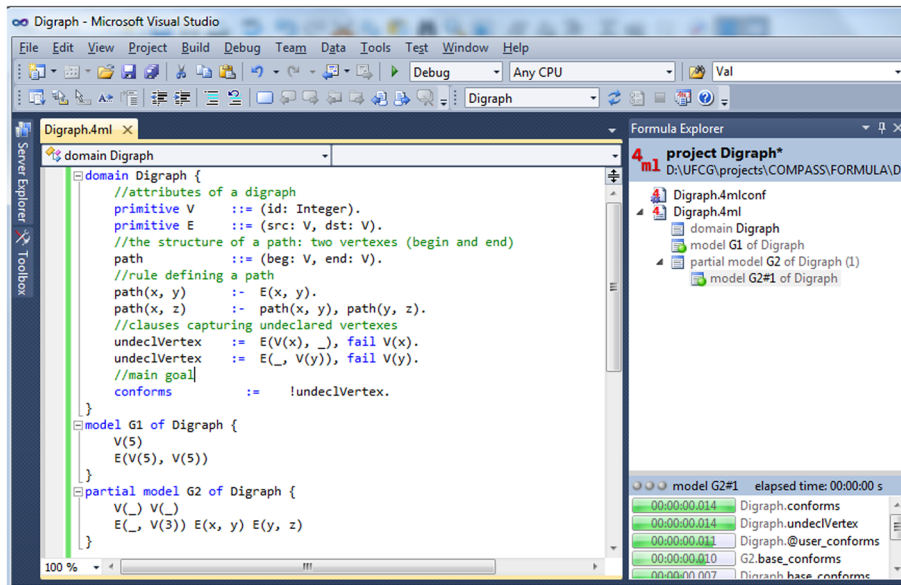 Digraph - Microsoft Visual Studio
File Edit View Project Build Debug Team Data Tools Test Window Help
Debug Any CPU Val
Digraph
Server Explorer
Toolbox
Digraph.4ml
domain Digraph
domain Digraph {
//attributes of a digraph
primitive V ::= (id: Integer).
primitive E ::= (src: V, dst: V).
//the structure of a path: two vertexes (begin and end)
path ::= (beg: V, end: V).
//rule defining a path
path(x, y) :- E(x, y).
path(x, z) :- path(x, y), path(y, z).
//clauses capturing undeclared vertexes
undeclVertex := E(V(x), _), fail V(x).
undeclVertex := E(_, V(y)), fail V(y).
//main goal
conforms := !undeclVertex.
}
model G1 of Digraph {
V(5)
E(V(5), V(5))
}
partial model G2 of Digraph {
V(_) V(_)
E(_, V(3)) E(x, y) E(y, z)
}
100 %
Formula Explorer
4ml project Digraph*
D:\UFCG\projects\COMPASS\FORMULA\D
Digraph.4mlconf
Digraph.4ml
domain Digraph
model G1 of Digraph
partial model G2 of Digraph (1)
model G2#1 of Digraph
model G2#1 elapsed time: 00:00:00 s
00:00:00.014 Digraph.conforms
00:00:00.014 Digraph.undeclVertex
00:00:00.011 Digraph.@user_conforms
00:00:00.010 G2.base_conforms
00:00:00.007 Digraph.base_conforms